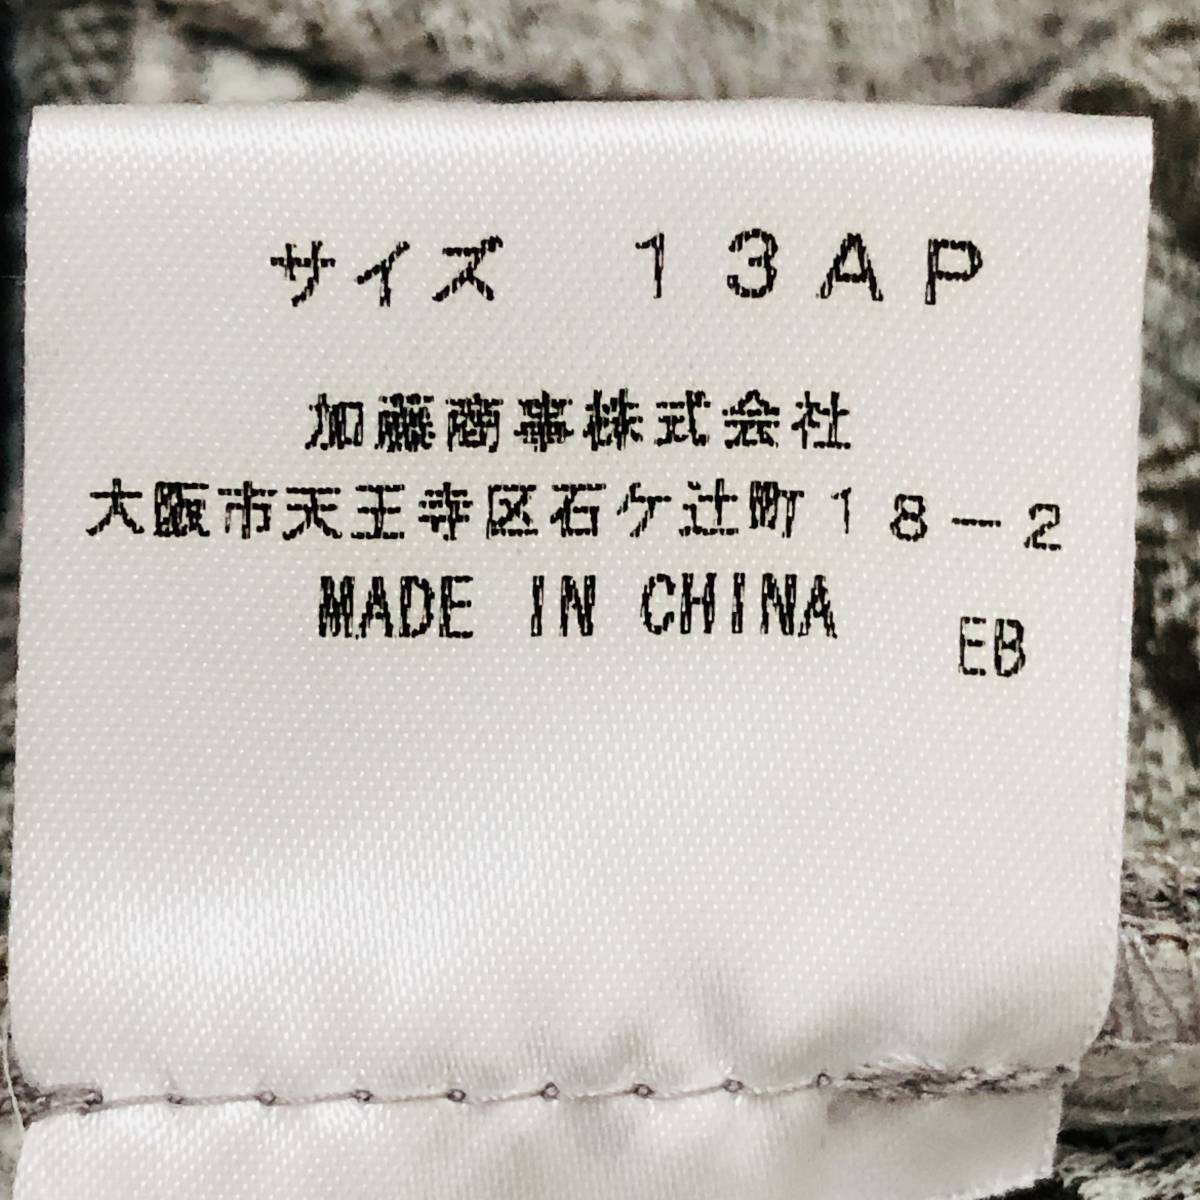 サイズ　１３ＡＰ
加藤商事株式会社
大阪市天王寺区石ケ辻町１８－２
MADE IN CHINA
EB